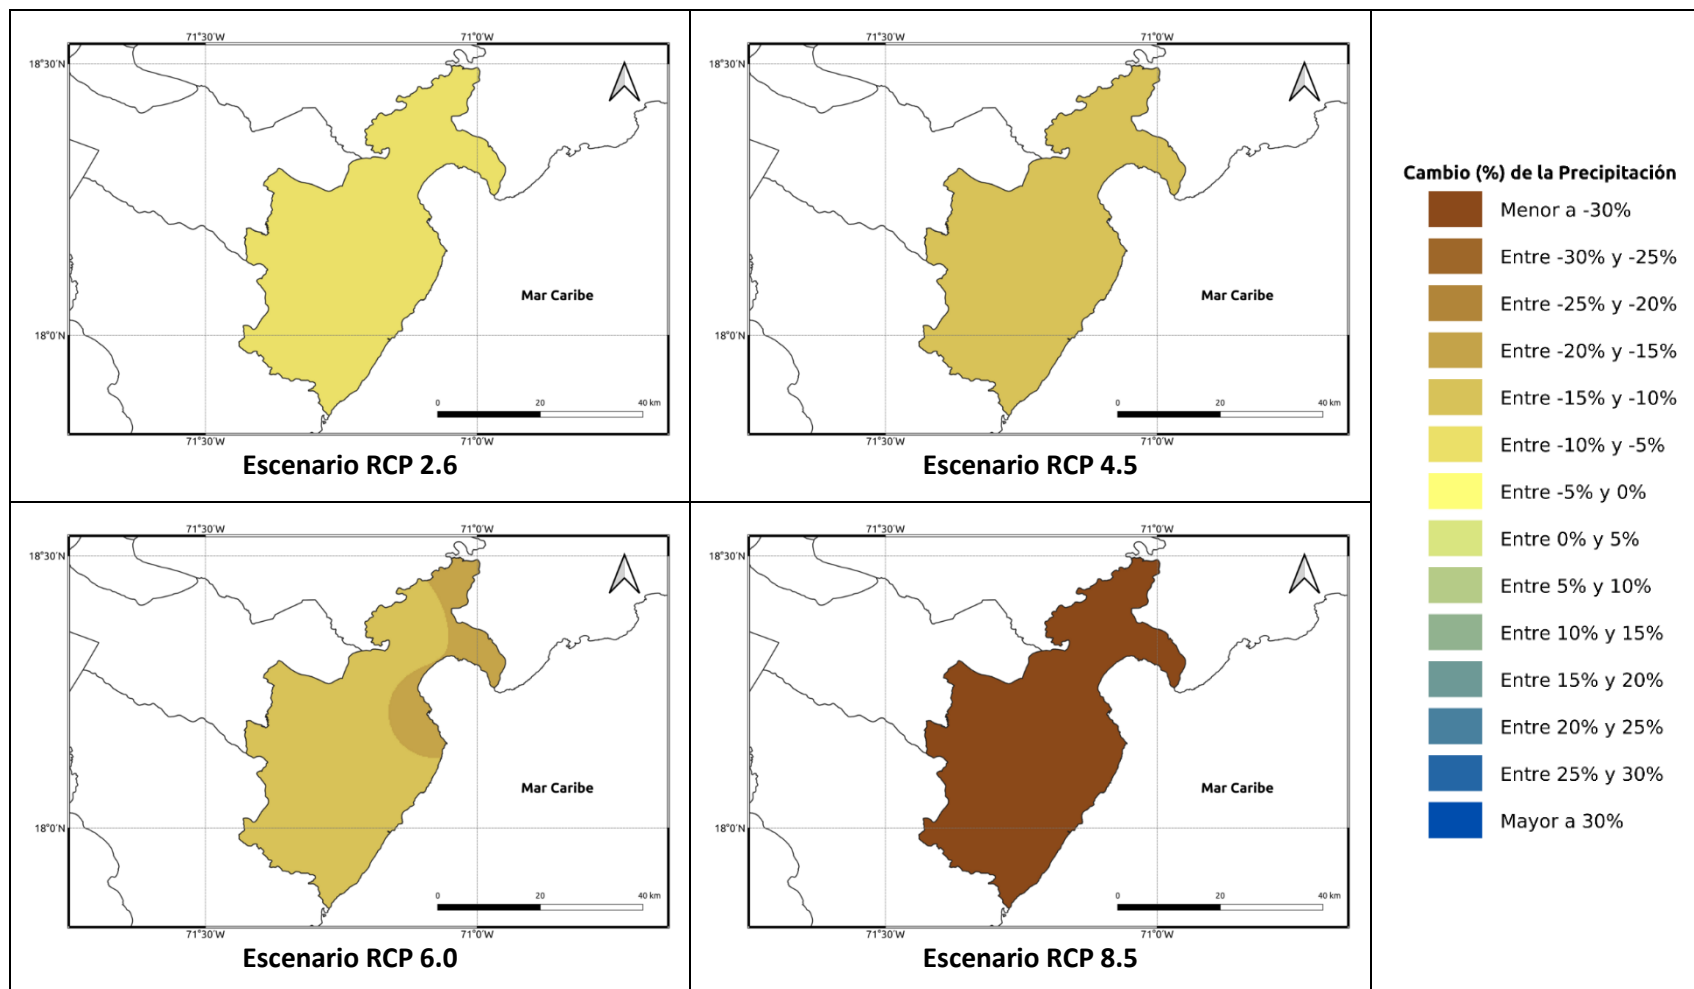 71°30'W 71°0'W
18°30'N
Mar Caribe
18°0'N
0 20 40 km
71°30'W 71°0'W
Escenario RCP 2.6
71°30'W 71°0'W
18°30'N
Mar Caribe
18°0'N
0 20 40 km
71°30'W 71°0'W
Escenario RCP 4.5
71°30'W 71°0'W
18°30'N
Mar Caribe
18°0'N
0 20 40 km
71°30'W 71°0'W
Escenario RCP 6.0
71°30'W 71°0'W
18°30'N
Mar Caribe
18°0'N
0 20 40 km
71°30'W 71°0'W
Escenario RCP 8.5
Cambio (%) de la Precipitación
Menor a -30%
Entre -30% y -25%
Entre -25% y -20%
Entre -20% y -15%
Entre -15% y -10%
Entre -10% y -5%
Entre -5% y 0%
Entre 0% y 5%
Entre 5% y 10%
Entre 10% y 15%
Entre 15% y 20%
Entre 20% y 25%
Entre 25% y 30%
Mayor a 30%